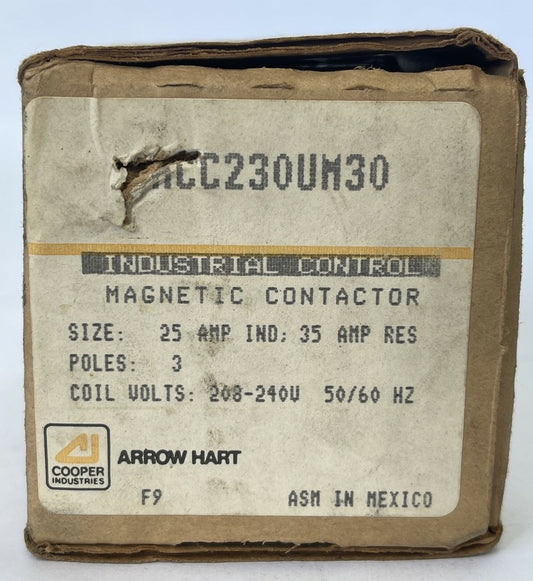 ACC230UM30
INDUSTRIAL CONTROL
MAGNETIC CONTACTOR
SIZE: 25 AMP IND; 35 AMP RES
POLES: 3
COIL VOLTS: 208-240V 50/60 HZ
COOPER
INDUSTRIES
ARROW HART
F9 ASM IN MEXICO